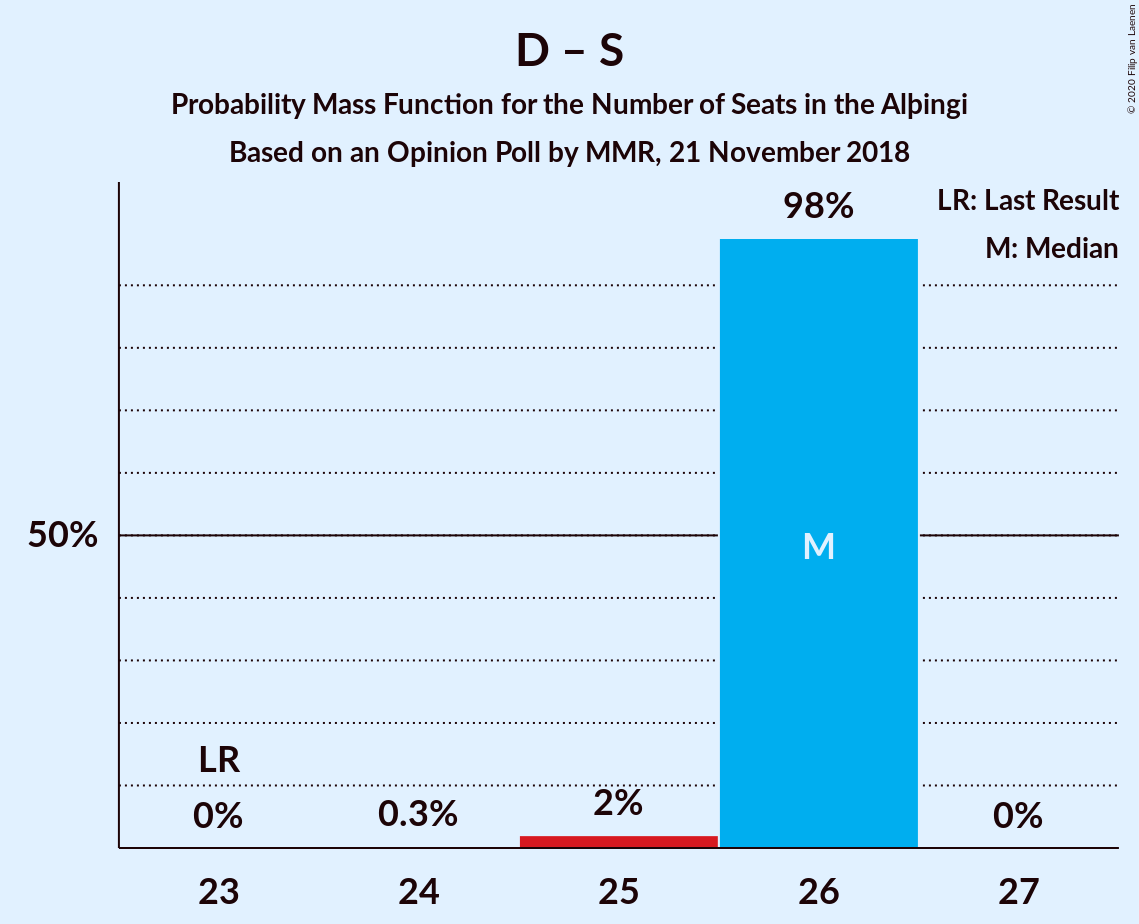 D – S
Probability Mass Function for the Number of Seats in the Alþingi
Based on an Opinion Poll by MMR, 21 November 2018
© 2020 Filip van Laenen
LR: Last Result
M: Median
98%
50%
M
LR
0%
0.3%
2%
0%
23
24
25
26
27